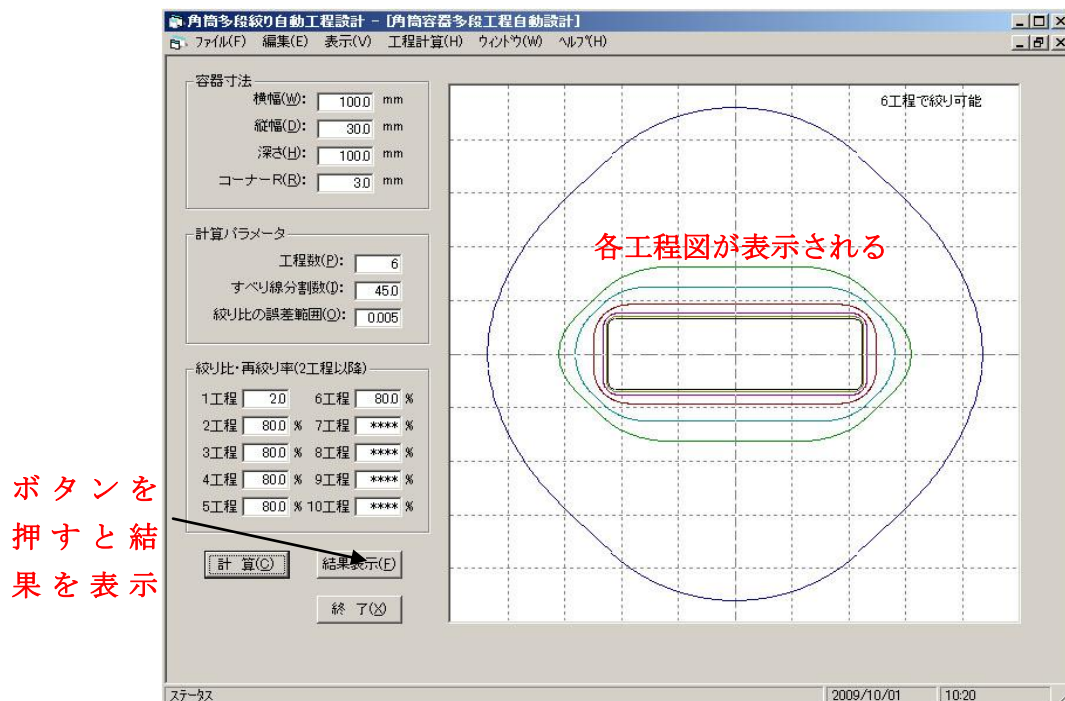 角筒多段絞り自動工程設計 - [角筒容器多段工程自動設計]
ファイル(F) 編集(E) 表示(V) 工程計算(H) ウィンドウ(W) ヘルプ(H)
容器寸法
横幅(W): 100.0 mm
縦幅(D): 30.0 mm
深さ(H): 100.0 mm
コーナーR(R): 3.0 mm
計算パラメータ
工程数(P): 6
すべり線分割数(I): 45.0
絞り比の誤差範囲(O): 0.005
絞り比・再絞り率(2工程以降)
1工程 2.0 6工程 80.0 %
2工程 80.0 % 7工程 **** %
3工程 80.0 % 8工程 **** %
4工程 80.0 % 9工程 **** %
5工程 80.0 % 10工程 **** %
計 算(C) 結果表示(F)
終 了(X)
6工程で絞り可能
各工程図が表示される
ボタンを
押すと結
果を表示
ステータス 2009/10/01 10:20